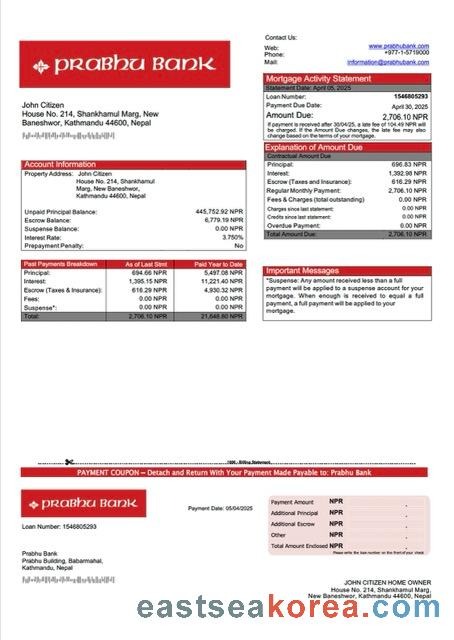 Contact Us:
PRABHU BANK
Web: www.prabhubank.com
Phone: +977-1-5719000
Mail: information@prabhubank.com
Mortgage Activity Statement
Statement Date: April 05, 2025
Loan Number: 1546805293
Payment Due Date: April 30, 2025
Amount Due: 2,706.10 NPR
If payment is received after 30/04/25, a late fee of 104.49 NPR will
be charged. If the Amount Due changes, the late fee may also
change based on the terms of your mortgage.
John Citizen
House No. 214, Shankhamul Marg, New
Baneshwor, Kathmandu 44600, Nepal
Explanation of Amount Due
Contractual Amount Due
Principal: 696.83 NPR
Interest: 1,392.98 NPR
Escrow (Taxes and Insurance): 616.29 NPR
Regular Monthly Payment: 2,706.10 NPR
Fees & Charges (total outstanding) 0.00 NPR
Charges since last statement: 0.00 NPR
Credits since last statement: 0.00 NPR
Overdue Payment: 0.00 NPR
Total Amount Due: 2,706.10 NPR
Account Information
Property Address: John Citizen
House No. 214, Shankhamul
Marg, New Baneshwor,
Kathmandu 44600, Nepal
Unpaid Principal Balance: 445,752.92 NPR
Escrow Balance: 6,779.19 NPR
Suspense Balance: 0.00 NPR
Interest Rate: 3.750%
Prepayment Penalty: No
Past Payments Breakdown As of Last Stmt Paid Year to Date
Principal: 694.66 NPR 5,497.08 NPR
Interest: 1,395.15 NPR 11,221.40 NPR
Escrow (Taxes & Insurance): 616.29 NPR 4,930.32 NPR
Fees: 0.00 NPR 0.00 NPR
Suspense*: 0.00 NPR 0.00 NPR
Total: 2,706.10 NPR 21,648.80 NPR
Important Messages
*Suspense: Any amount received less than a full
payment will be applied to a suspense account for your
mortgage. When enough is received to equal a full
payment, a full payment will be applied to your
mortgage.
Billing Statement
PAYMENT COUPON – Detach and Return With Your Payment Made Payable to: Prabhu Bank
PRABHU BANK
Payment Date: 05/04/2025
Loan Number: 1546805293
Payment Amount NPR .
Additional Principal NPR .
Additional Escrow NPR .
Other NPR .
Total Amount Enclosed NPR .
Please write the loan number on the front of your check.
Prabhu Bank
Prabhu Building, Babarmahal,
Kathmandu, Nepal
JOHN CITIZEN HOME OWNER
House No. 214, Shankhamul Marg,
New Baneshwor, Kathmandu 44600, Nepal
eastseakorea.com